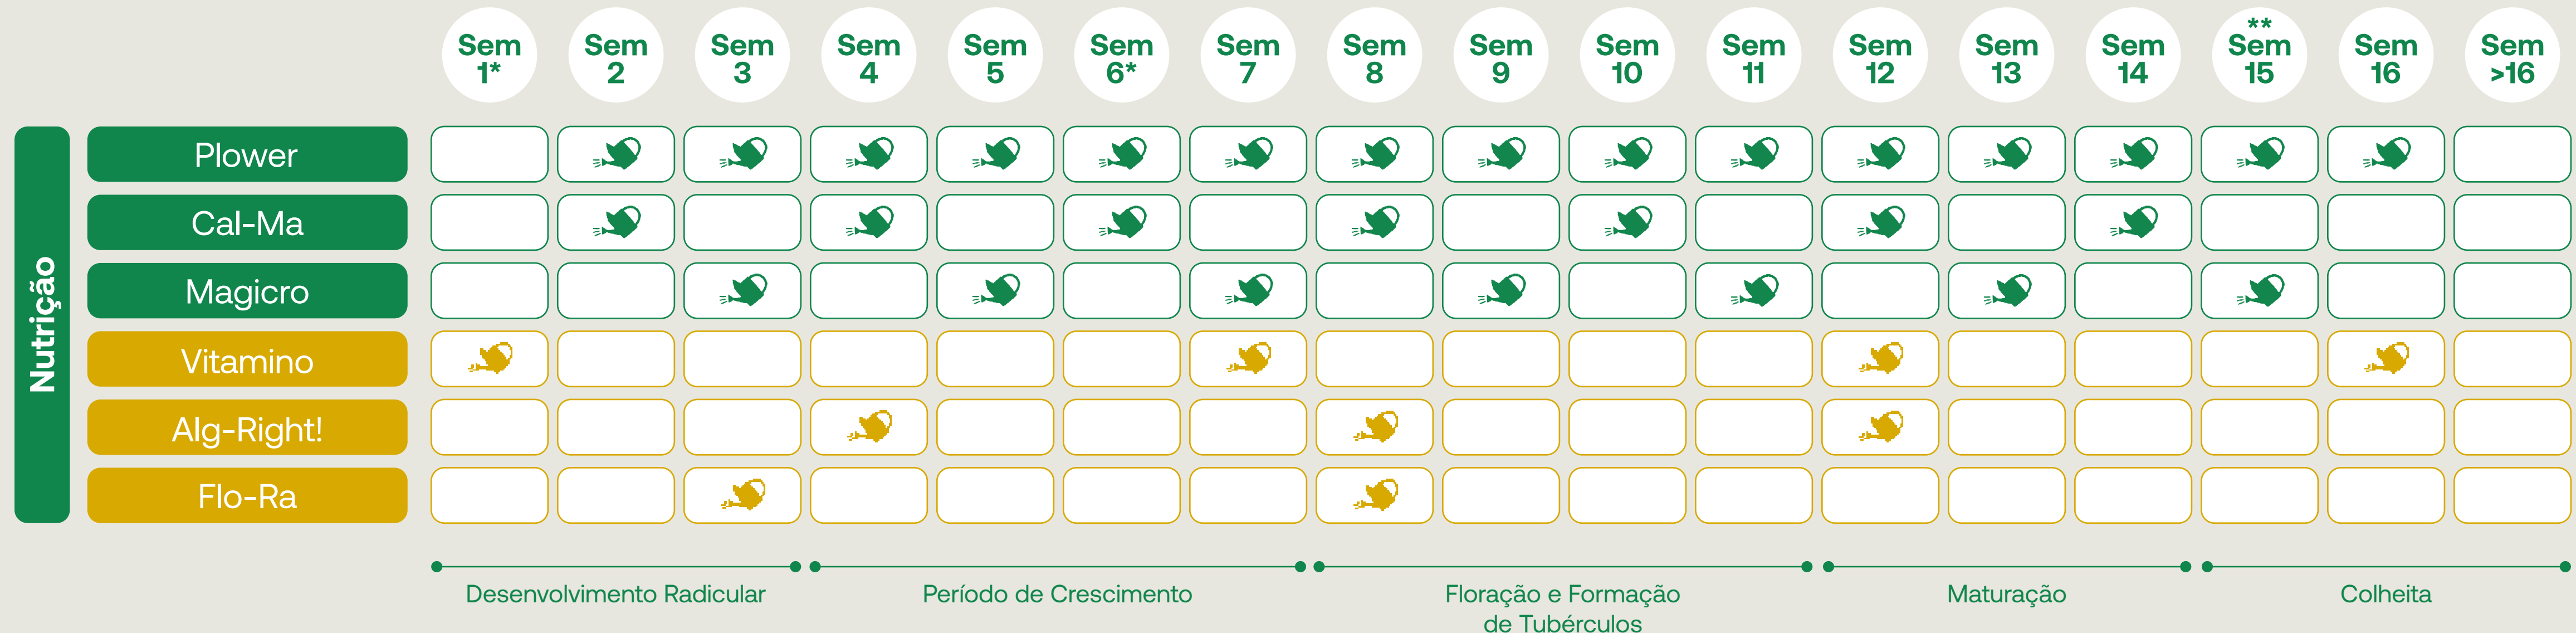 Sem
1*
Sem
2
Sem
3
Sem
4
Sem
5
Sem
6*
Sem
7
Sem
8
Sem
9
Sem
10
Sem
11
Sem
12
Sem
13
Sem
14
**
Sem
15
Sem
16
Sem
>16
Nutrição
Plower
Cal-Ma
Magicro
Vitamino
Alg-Right!
Flo-Ra
Desenvolvimento Radicular
Período de Crescimento
Floração e Formação
de Tubérculos
Maturação
Colheita